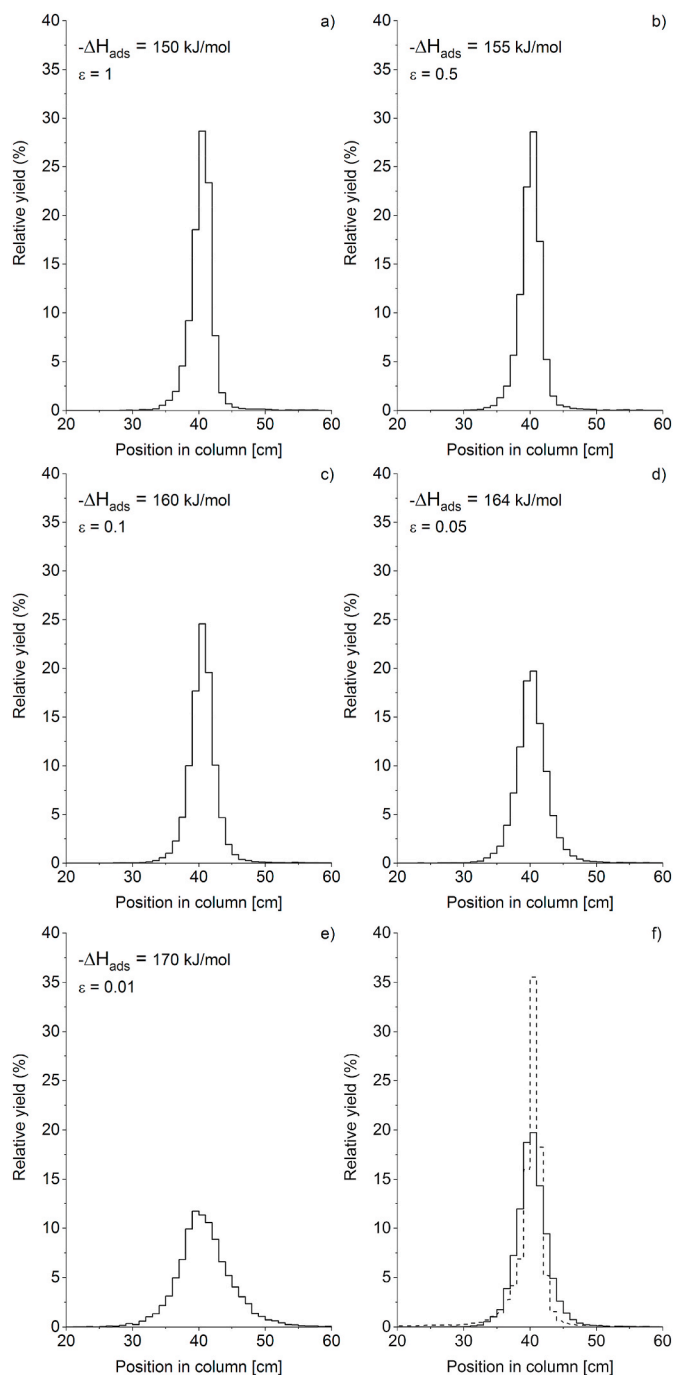 a)
-ΔHads = 150 kJ/mol
ε = 1
Relative yield (%)
40
35
30
25
20
15
10
5
0
20 30 40 50 60
Position in column [cm]
b)
-ΔHads = 155 kJ/mol
ε = 0.5
Relative yield (%)
40
35
30
25
20
15
10
5
0
20 30 40 50 60
Position in column [cm]
c)
-ΔHads = 160 kJ/mol
ε = 0.1
Relative yield (%)
40
35
30
25
20
15
10
5
0
20 30 40 50 60
Position in column [cm]
d)
-ΔHads = 164 kJ/mol
ε = 0.05
Relative yield (%)
40
35
30
25
20
15
10
5
0
20 30 40 50 60
Position in column [cm]
e)
-ΔHads = 170 kJ/mol
ε = 0.01
Relative yield (%)
40
35
30
25
20
15
10
5
0
20 30 40 50 60
Position in column [cm]
f)
Relative yield (%)
40
35
30
25
20
15
10
5
0
20 30 40 50 60
Position in column [cm]